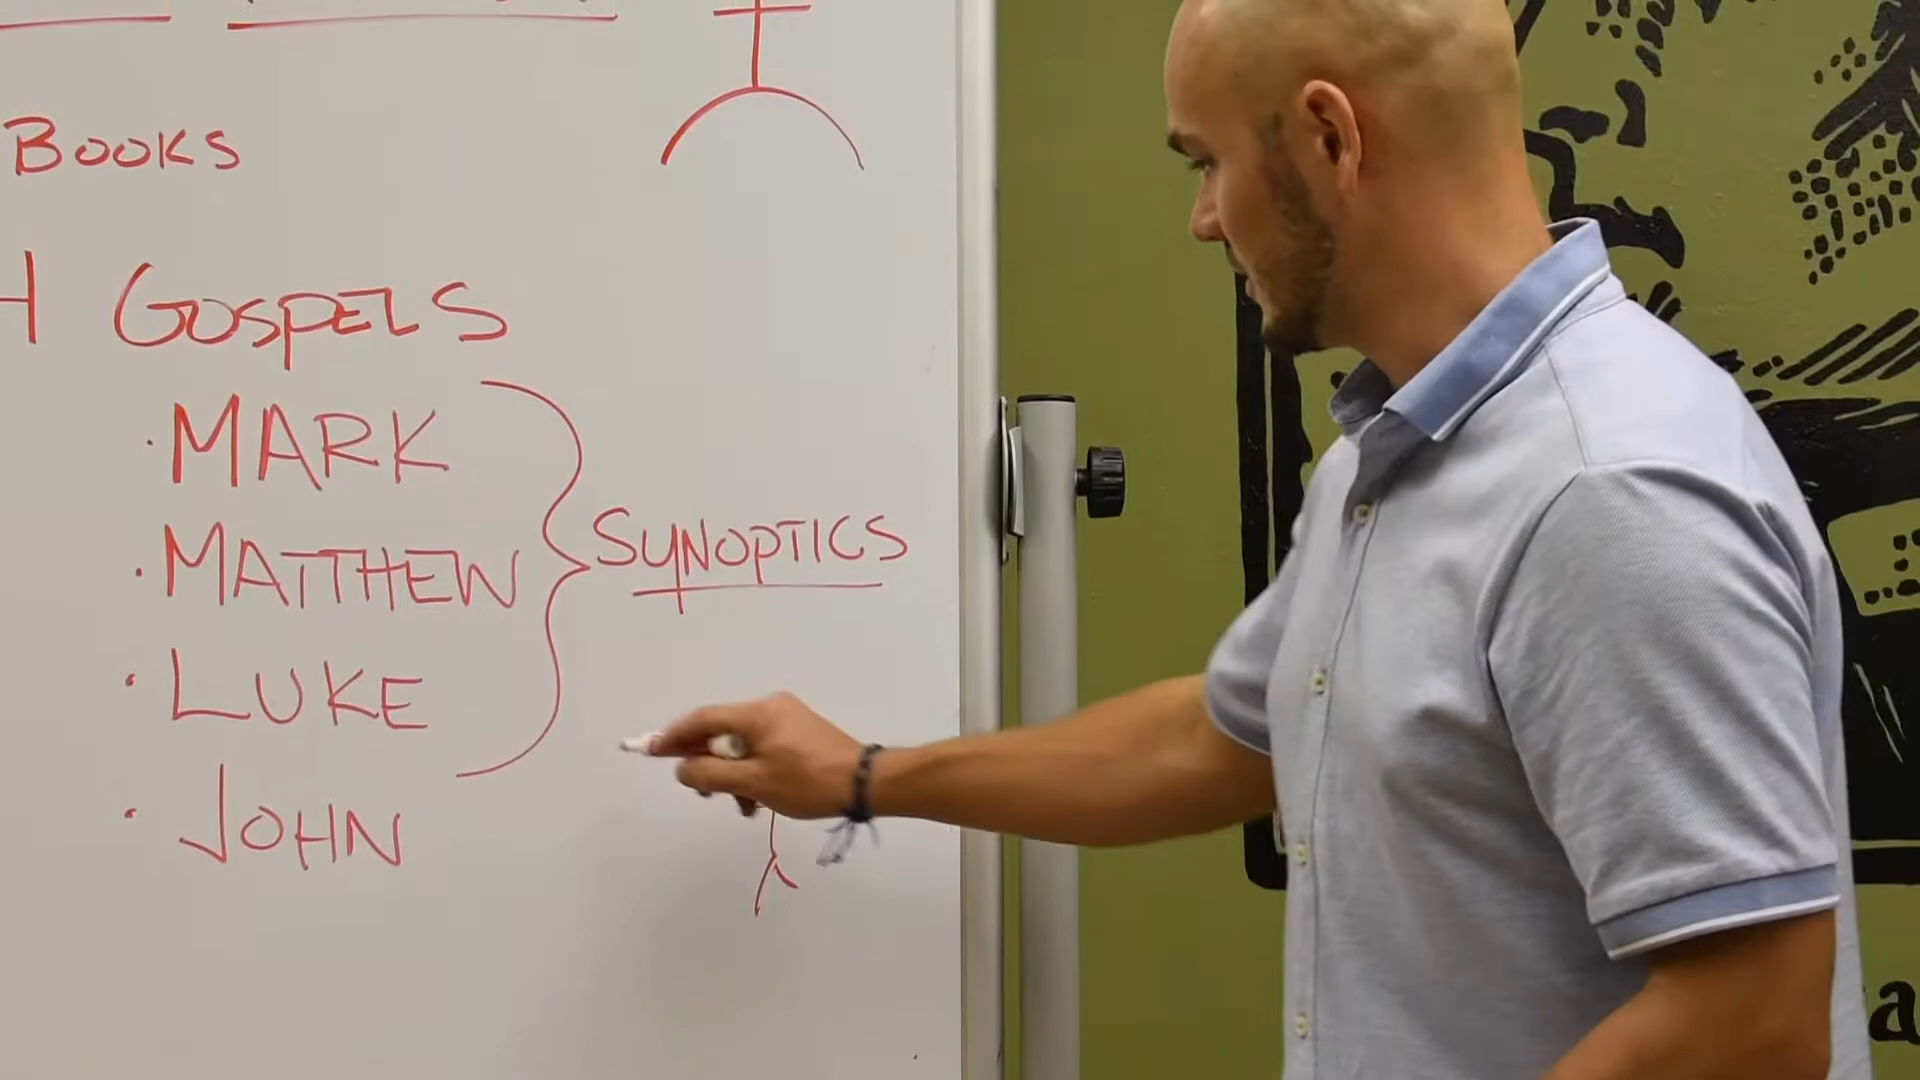 BOOKS
4 GOSPELS
· MARK
· MATTHEW
· LUKE
· JOHN
SYNOPTICS